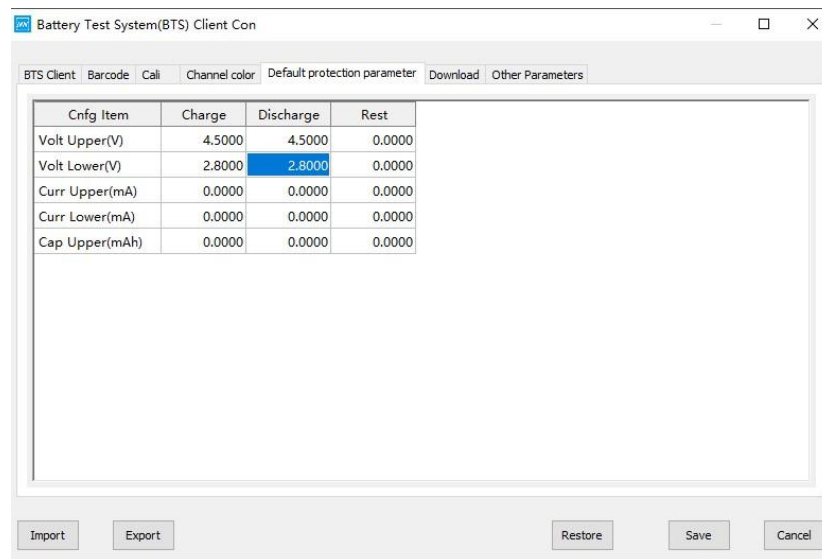 Battery Test System(BTS) Client Con
BTS Client Barcode Cali Channel color Default protection parameter Download Other Parameters
Cnfg Item Charge Discharge Rest
Volt Upper(V) 4.5000 4.5000 0.0000
Volt Lower(V) 2.8000 2.8000 0.0000
Curr Upper(mA) 0.0000 0.0000 0.0000
Curr Lower(mA) 0.0000 0.0000 0.0000
Cap Upper(mAh) 0.0000 0.0000 0.0000
Import Export Restore Save Cancel